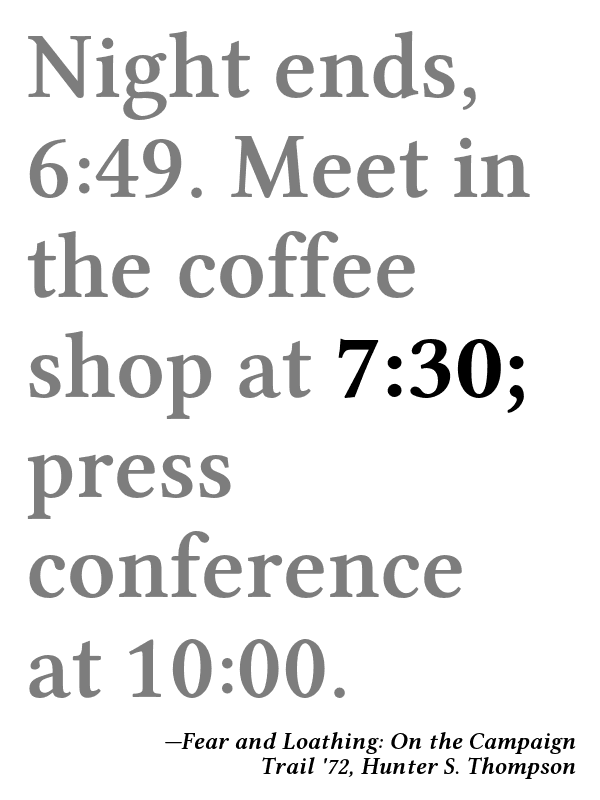 Night ends,
6:49. Meet in
the coffee
shop at 7:30;
press
conference
at 10:00.
—Fear and Loathing: On the Campaign
Trail '72, Hunter S. Thompson